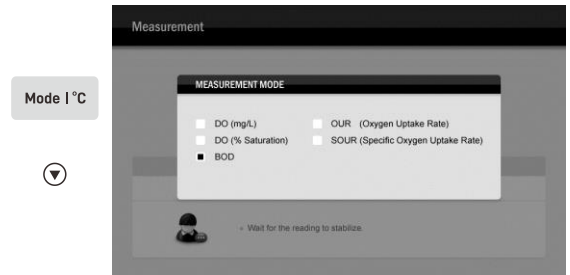 Measurement
Mode | °C
MEASUREMENT MODE
DO (mg/L)
OUR (Oxygen Uptake Rate)
DO (% Saturation)
SOUR (Specific Oxygen Uptake Rate)
BOD
+ Wait for the reading to stabilize.